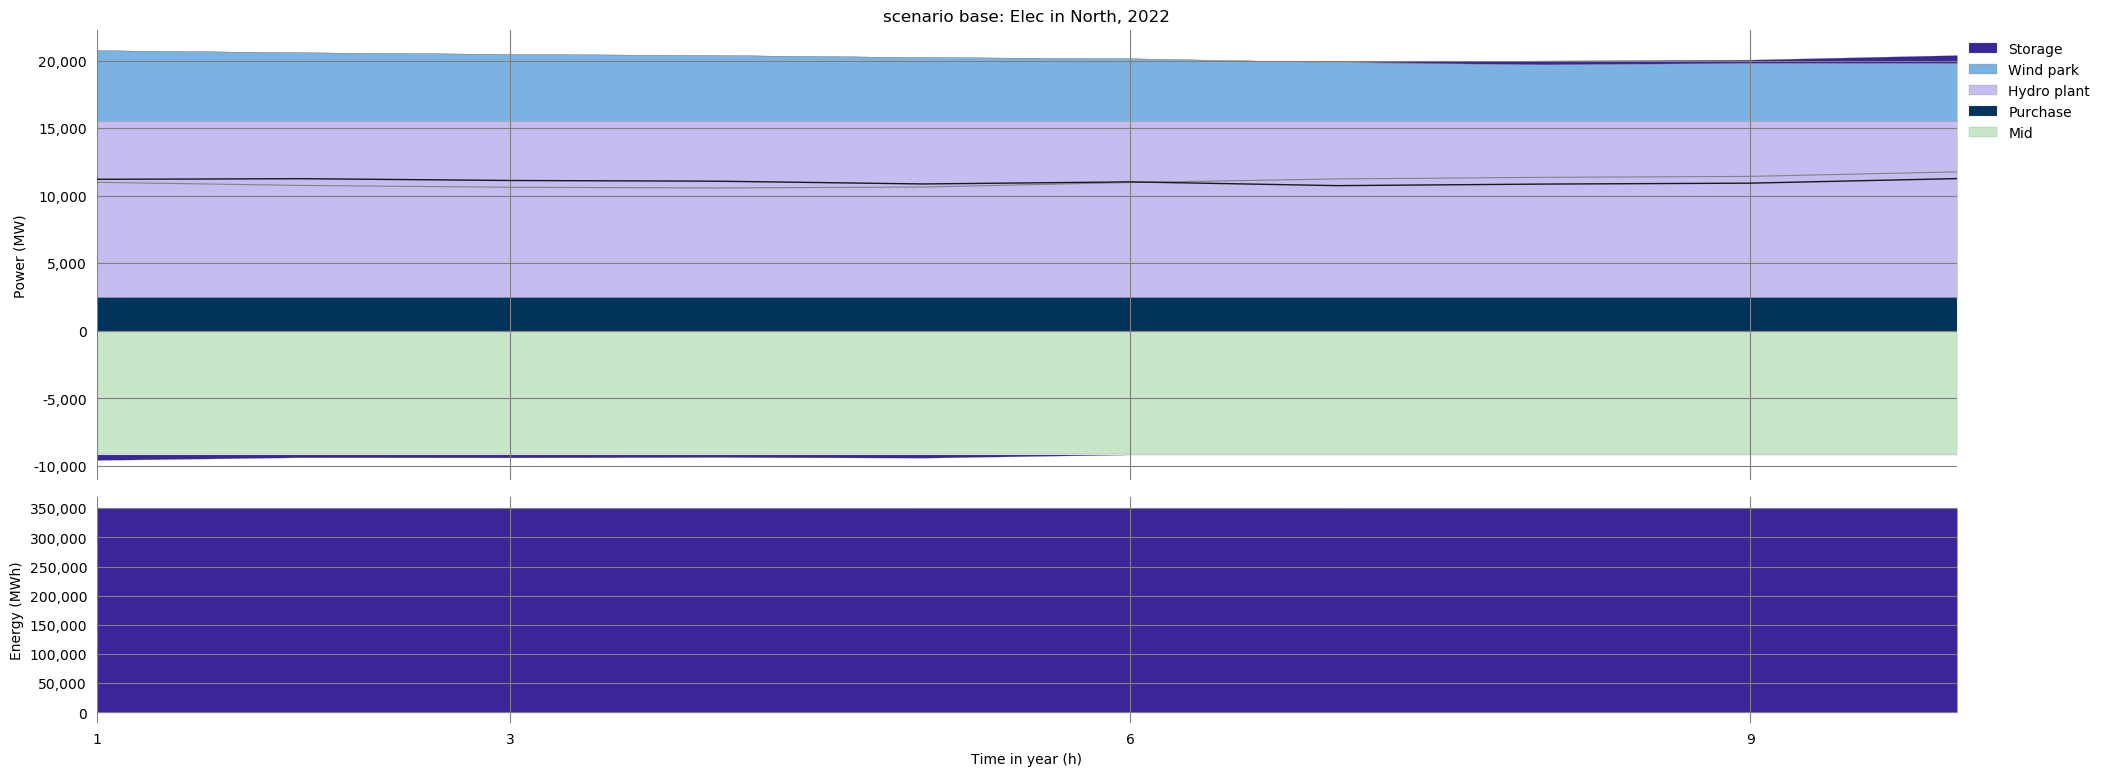 scenario base: Elec in North, 2022
20,000
15,000
10,000
5,000
0
-5,000
-10,000
Power (MW)
Storage
Wind park
Hydro plant
Purchase
Mid
350,000
300,000
250,000
200,000
150,000
100,000
50,000
0
Energy (MWh)
1
3
6
9
Time in year (h)